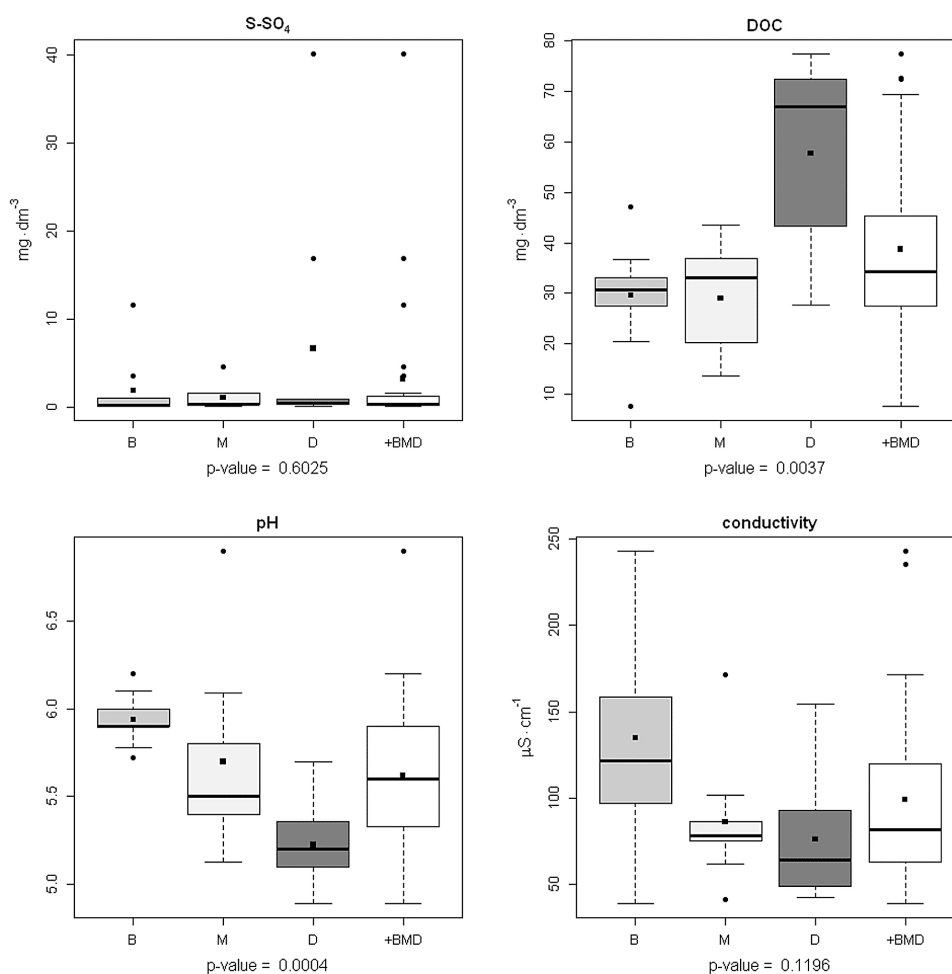 S-SO₄
DOC
40
30
20
10
0
mg·dm⁻³
80
70
60
50
40
30
20
10
mg·dm⁻³
B M D +BMD
B M D +BMD
p-value = 0.6025
p-value = 0.0037
pH
conductivity
6.5
6.0
5.5
5.0
250
200
150
100
50
μS·cm⁻¹
B M D +BMD
B M D +BMD
p-value = 0.0004
p-value = 0.1196